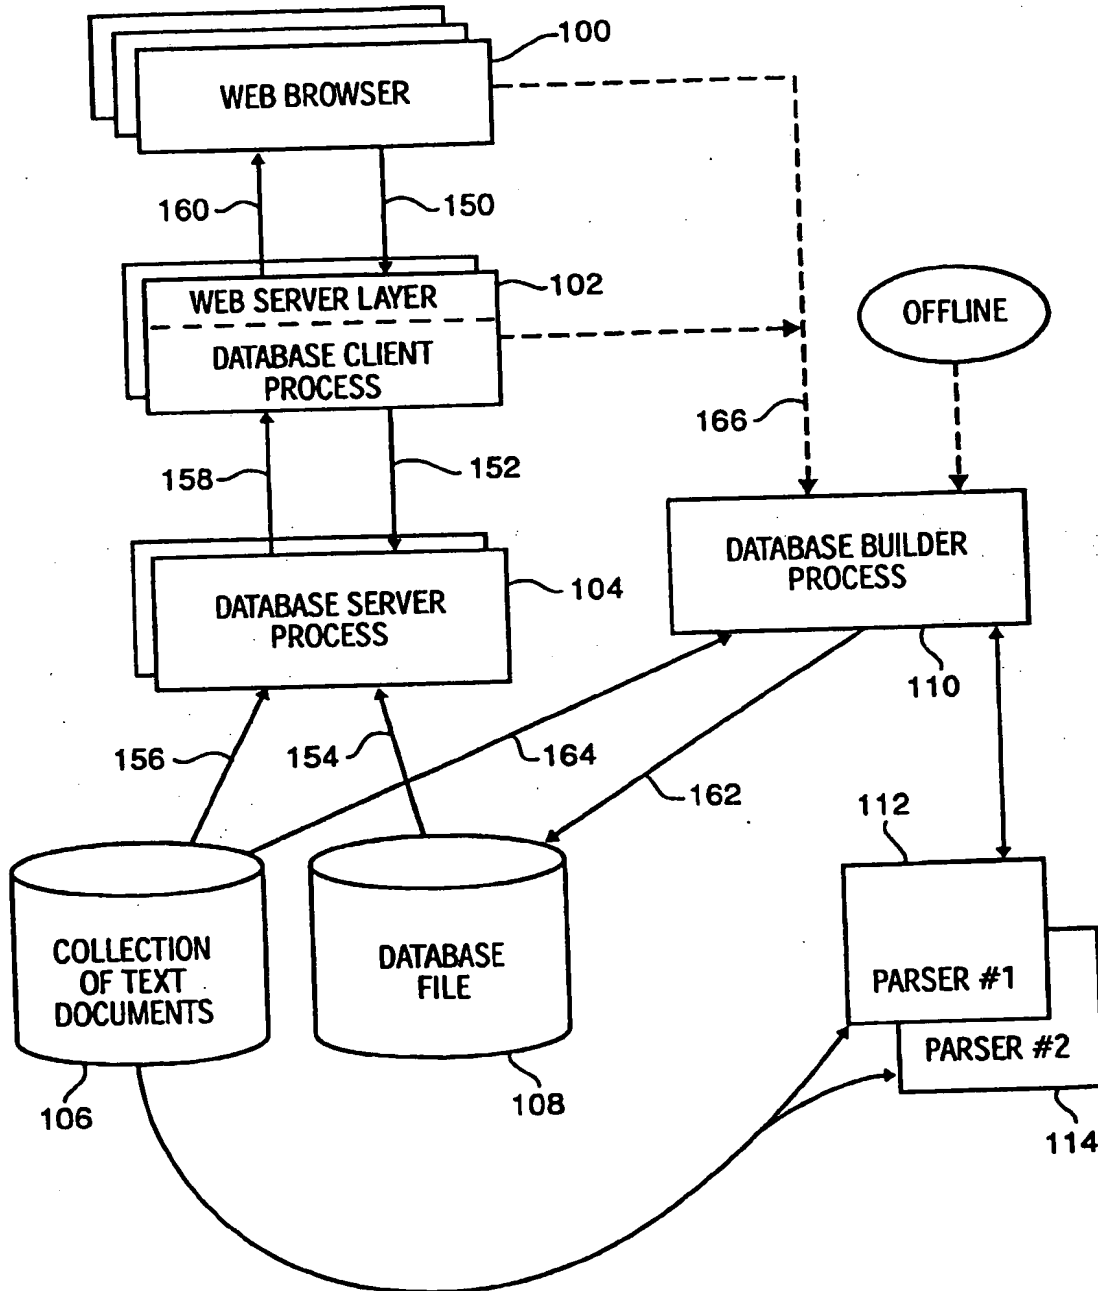 100
WEB BROWSER
160
150
WEB SERVER LAYER
102
DATABASE CLIENT
PROCESS
OFFLINE
166
158
152
DATABASE BUILDER
PROCESS
DATABASE SERVER
PROCESS
104
110
156
154
164
162
112
COLLECTION
OF TEXT
DOCUMENTS
DATABASE
FILE
PARSER #1
PARSER #2
106
108
114